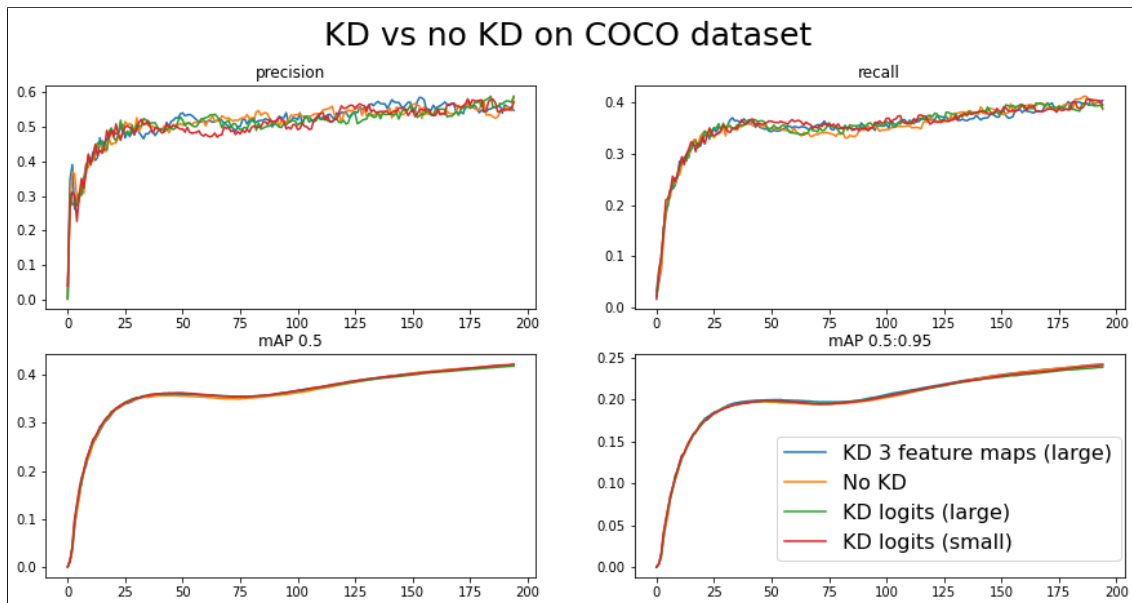 KD vs no KD on COCO dataset
precision
recall
0.6
0.5
0.4
0.3
0.2
0.1
0.0
0 25 50 75 100 125 150 175 200
0.4
0.3
0.2
0.1
0.0
0 25 50 75 100 125 150 175 200
mAP 0.5
mAP 0.5:0.95
0.4
0.3
0.2
0.1
0.0
0 25 50 75 100 125 150 175 200
0.25
0.20
0.15
0.10
0.05
0.00
0 25 50 75 100 125 150 175 200
KD 3 feature maps (large)
No KD
KD logits (large)
KD logits (small)